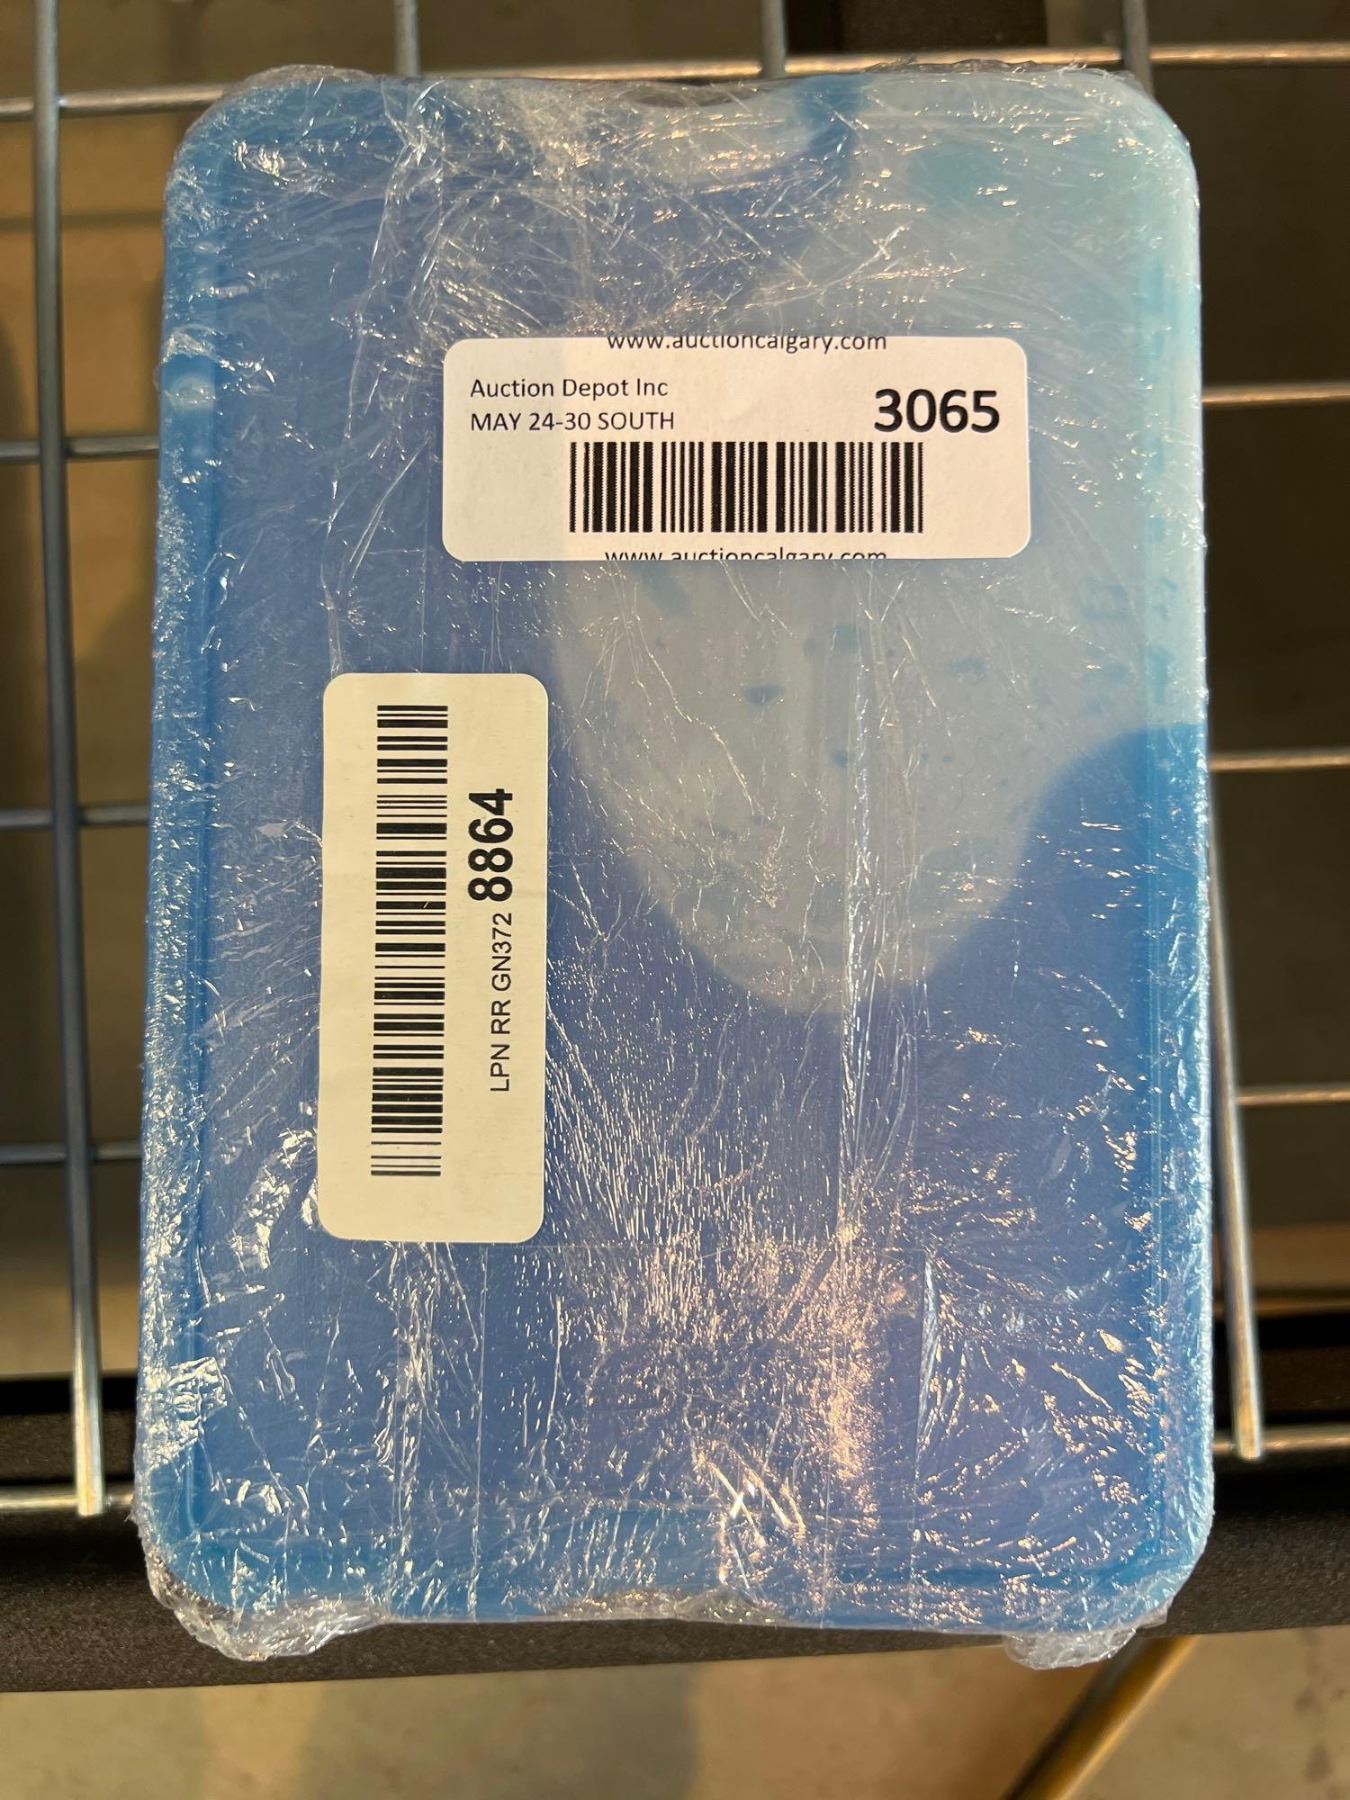 www.auctioncalgary.com
Auction Depot Inc
MAY 24-30 SOUTH
3065
www.auctioncalgary.com
LPN RR GN372 8864